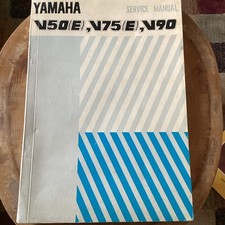 YAMAHA SERVICE MANUAL
V50(E),V75(E),V90